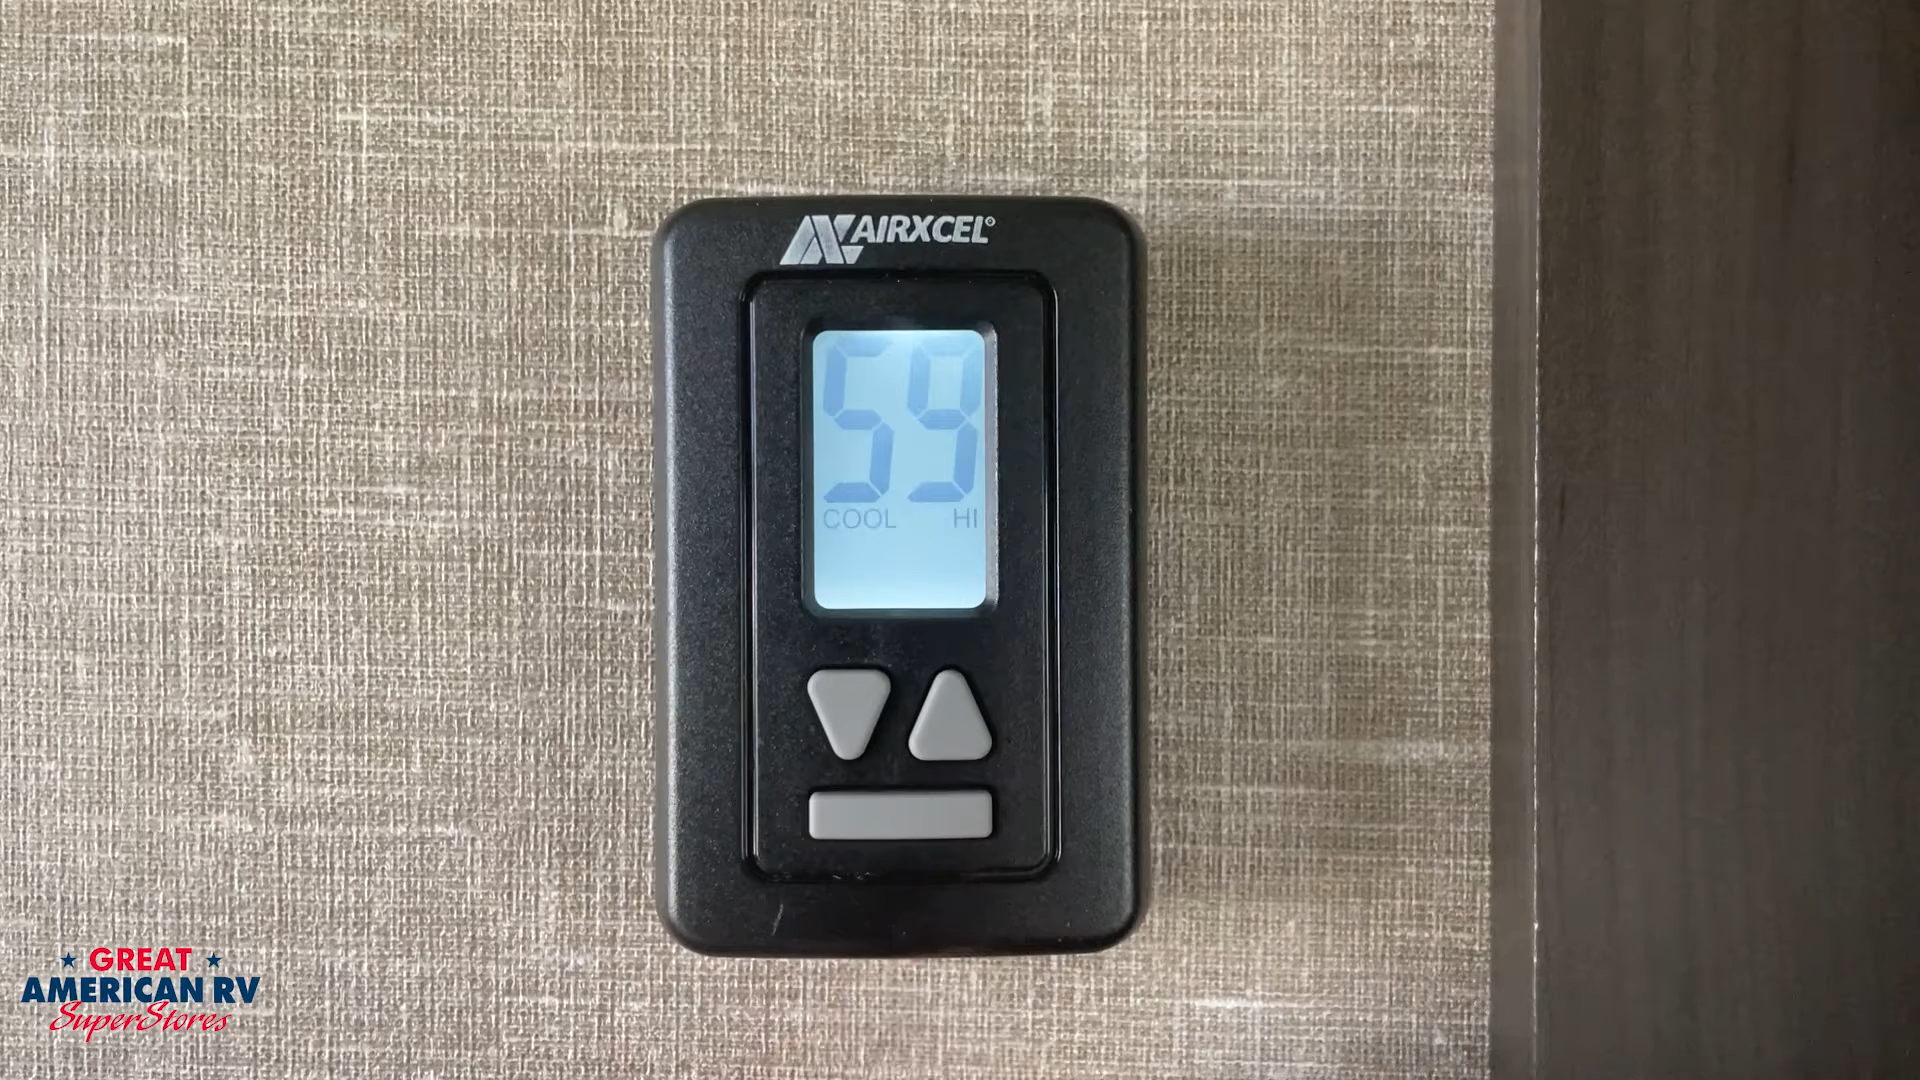 AIRXCEL®
59
COOL HI
GREAT
AMERICAN RV
SuperStores